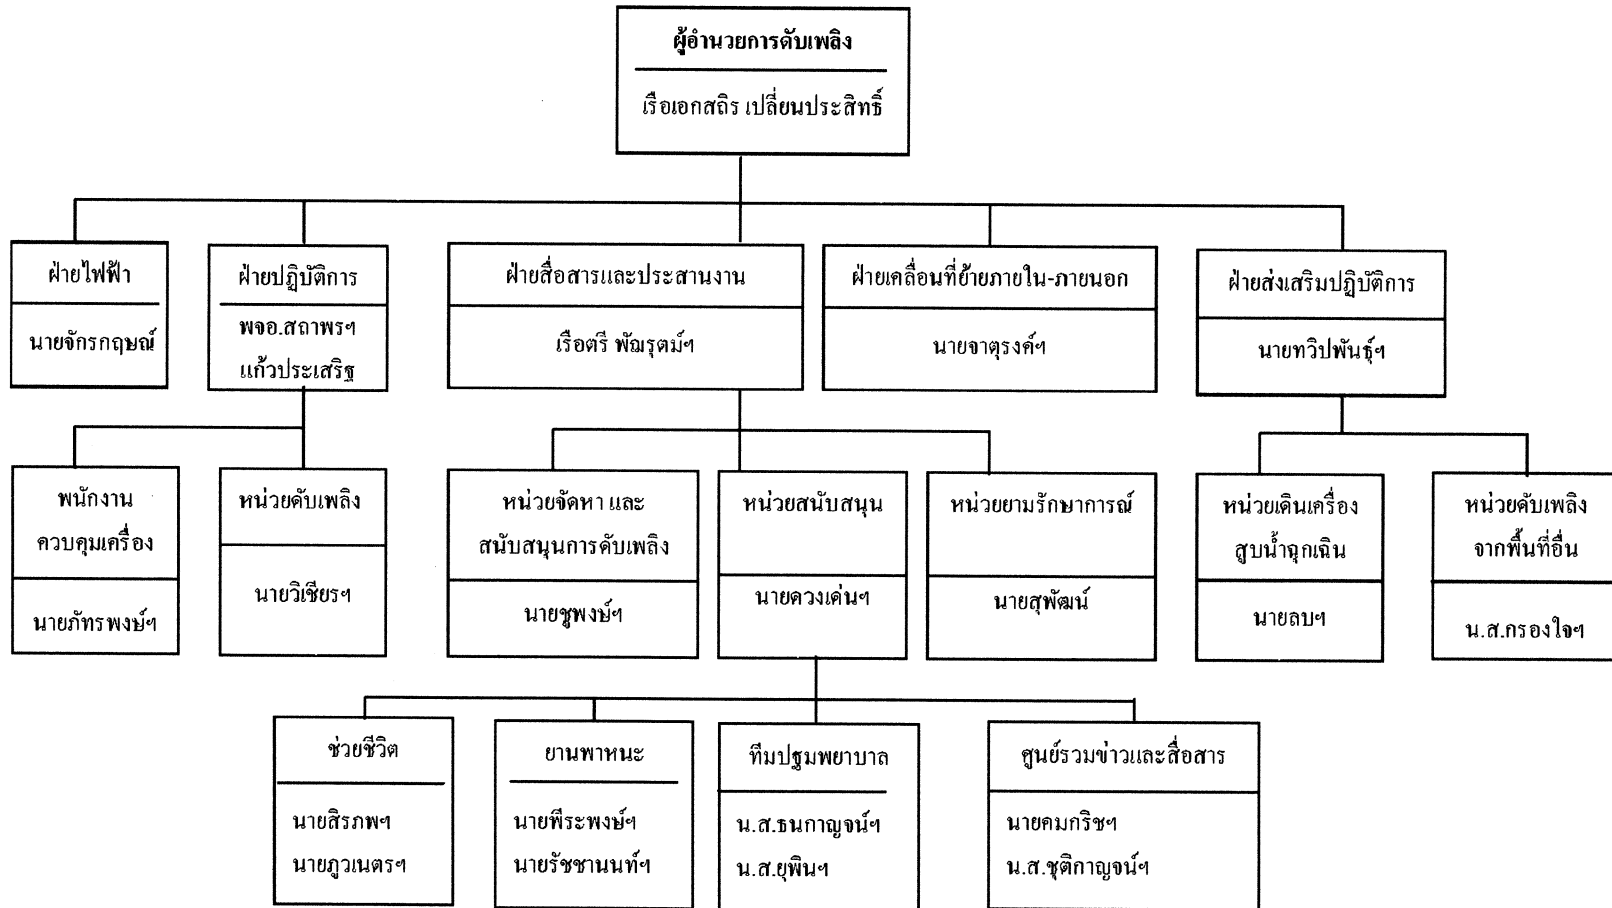 ผู้อำนวยการดับเพลิง
เรือเอกสถิร เปลี่ยนประสิทธิ์
ฝ่ายไฟฟ้า
นายจักรกฤษณ์
ฝ่ายปฏิบัติการ
พจอ.สถาพรฯ
แก้วประเสริฐ
ฝ่ายสื่อสารและประสานงาน
เรือตรี พัฒรุตม์ฯ
ฝ่ายเคลื่อนที่ย้ายภายใน-ภายนอก
นายจาตุรงค์ฯ
ฝ่ายส่งเสริมปฏิบัติการ
นายทวิปพันธุ์ฯ
พนักงาน
ควบคุมเครื่อง
นายภัทรพงษ์ฯ
หน่วยดับเพลิง
นายวิเชียรฯ
หน่วยจัดหา และ
สนับสนุนการดับเพลิง
นายชูพงษ์ฯ
หน่วยสนับสนุน
นายดวงเด่นฯ
หน่วยยามรักษาการณ์
นายสุพัฒน์
หน่วยเดินเครื่อง
สูบน้ำฉุกเฉิน
นายลบฯ
หน่วยดับเพลิง
จากพื้นที่อื่น
น.ส.กรองใจฯ
ช่วยชีวิต
นายสิรภพฯ
นายภูวเนตรฯ
ยานพาหนะ
นายพีระพงษ์ฯ
นายรัชชานนท์ฯ
ทีมปฐมพยาบาล
น.ส.ธนกาญจน์ฯ
น.ส.ยุพินฯ
ศูนย์รวมข่าวและสื่อสาร
นายคมกริชฯ
น.ส.ชุติกาญจน์ฯ